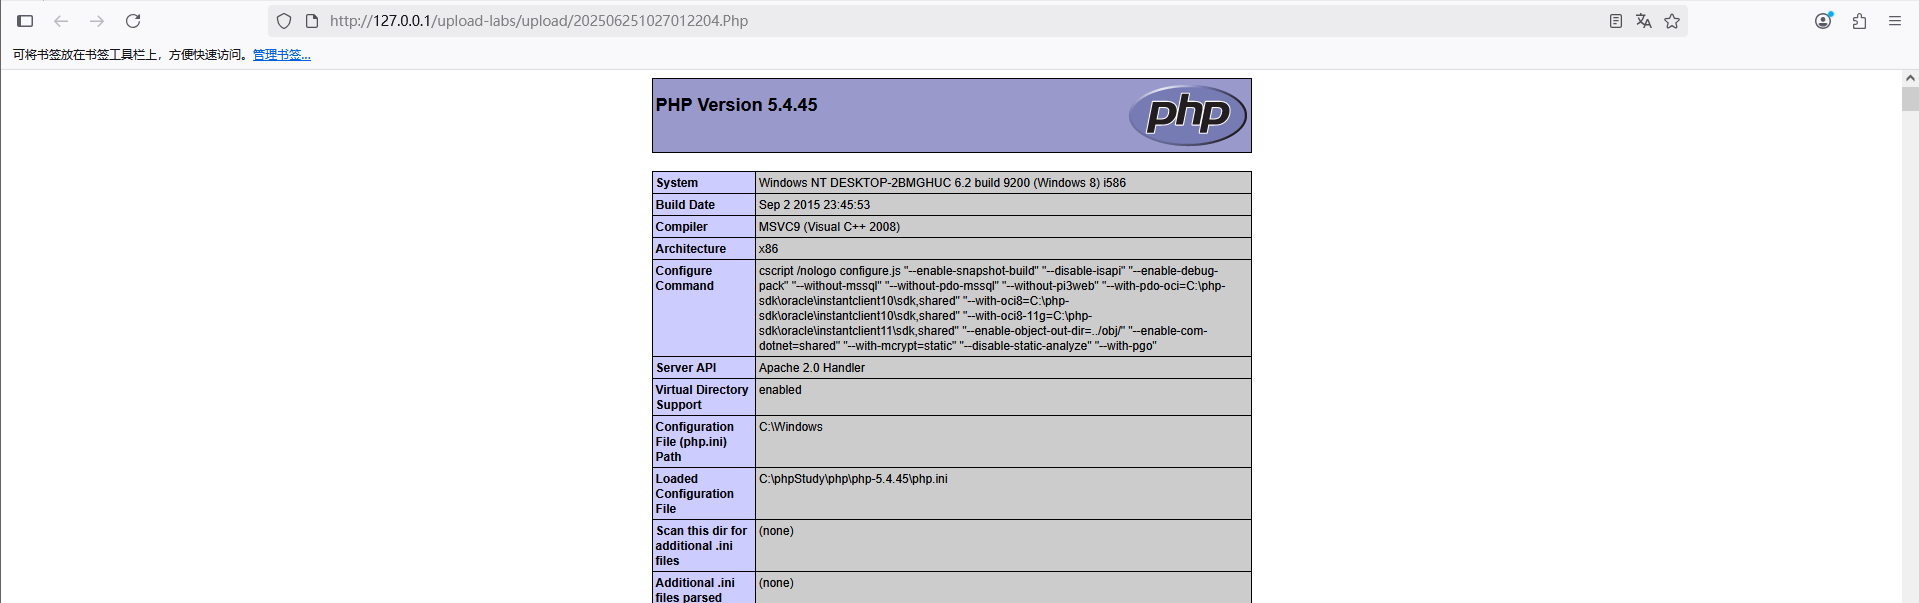 http://127.0.0.1/upload-labs/upload/202506251027012204.Php
可将书签放在书签工具栏上，方便快速访问。管理书签...
PHP Version 5.4.45
php
System Windows NT DESKTOP-2BMGHUC 6.2 build 9200 (Windows 8) i586
Build Date Sep 2 2015 23:45:53
Compiler MSVC9 (Visual C++ 2008)
Architecture x86
Configure Command
cscript /nologo configure.js "--enable-snapshot-build" "--disable-isapi" "--enable-debug-
pack" "--without-mssql" "--without-pdo-mssql" "--without-pi3web" "--with-pdo-oci=C:\php-
sdk\oracle\instantclient10\sdk,shared" "--with-oci8=C:\php-
sdk\oracle\instantclient10\sdk,shared" "--with-oci8-11g=C:\php-
sdk\oracle\instantclient11\sdk,shared" "--enable-object-out-dir=../obj/" "--enable-com-
dotnet=shared" "--with-mcrypt=static" "--disable-static-analyze" "--with-pgo"
Server API Apache 2.0 Handler
Virtual Directory
Support
enabled
Configuration
File (php.ini)
Path
C:\Windows
Loaded
Configuration
File
C:\phpStudy\php\php-5.4.45\php.ini
Scan this dir for
additional .ini
files
(none)
Additional .ini
files parsed
(none)